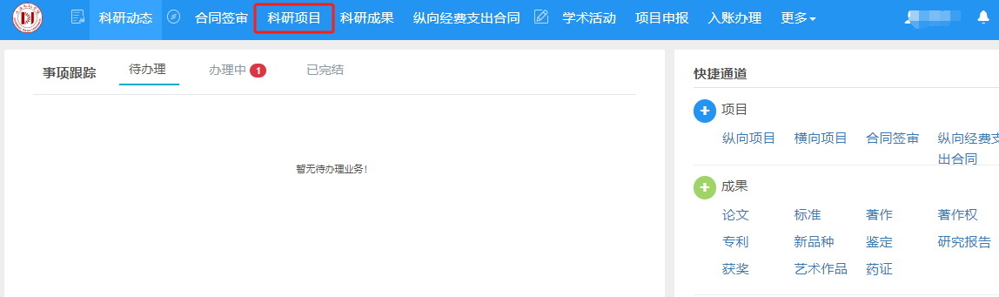 科研动态 合同签审 科研项目 科研成果 纵向经费支出合同 学术活动 项目申报 入账办理 更多
事项跟踪 待办理 办理中 1 已完结
暂无待办理业务!
快捷通道
项目
纵向项目 横向项目 合同签审 纵向经费支
出合同
成果
论文 标准 著作 著作权
专利 新品种 鉴定 研究报告
获奖 艺术作品 药证